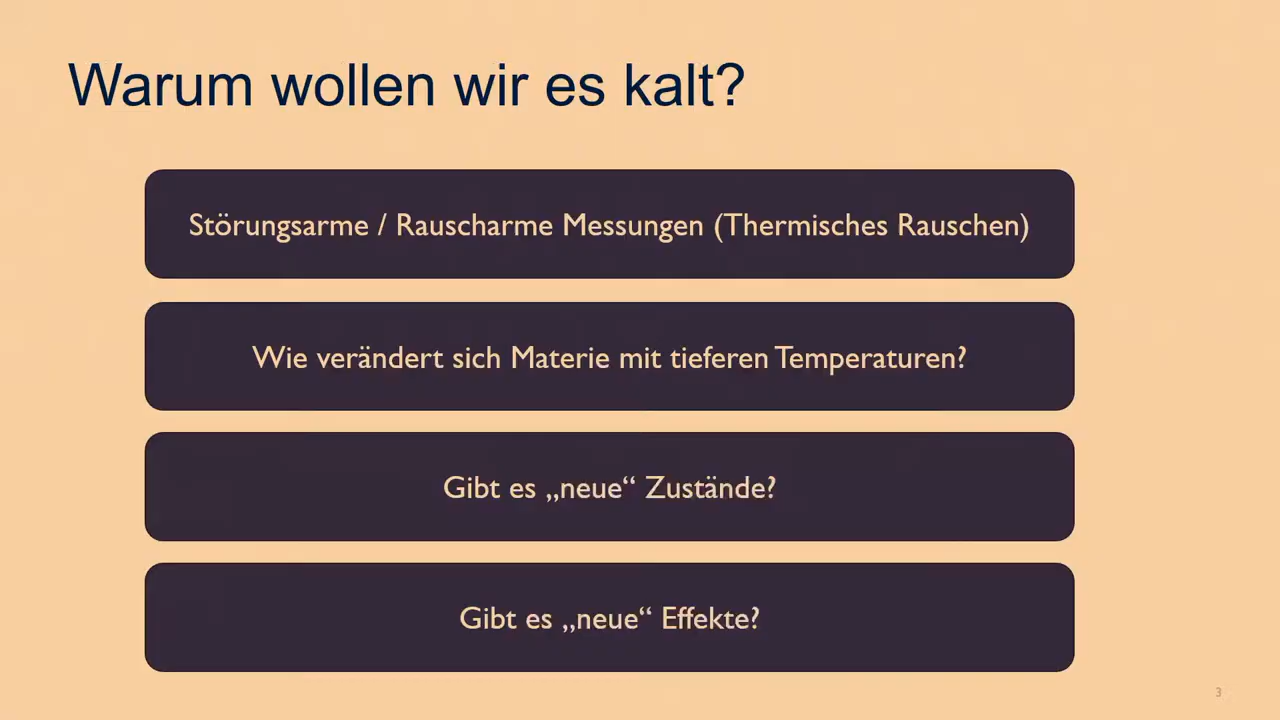 Warum wollen wir es kalt?
Störungsarme / Rauscharme Messungen (Thermisches Rauschen)
Wie verändert sich Materie mit tieferen Temperaturen?
Gibt es „neue“ Zustände?
Gibt es „neue“ Effekte?
3